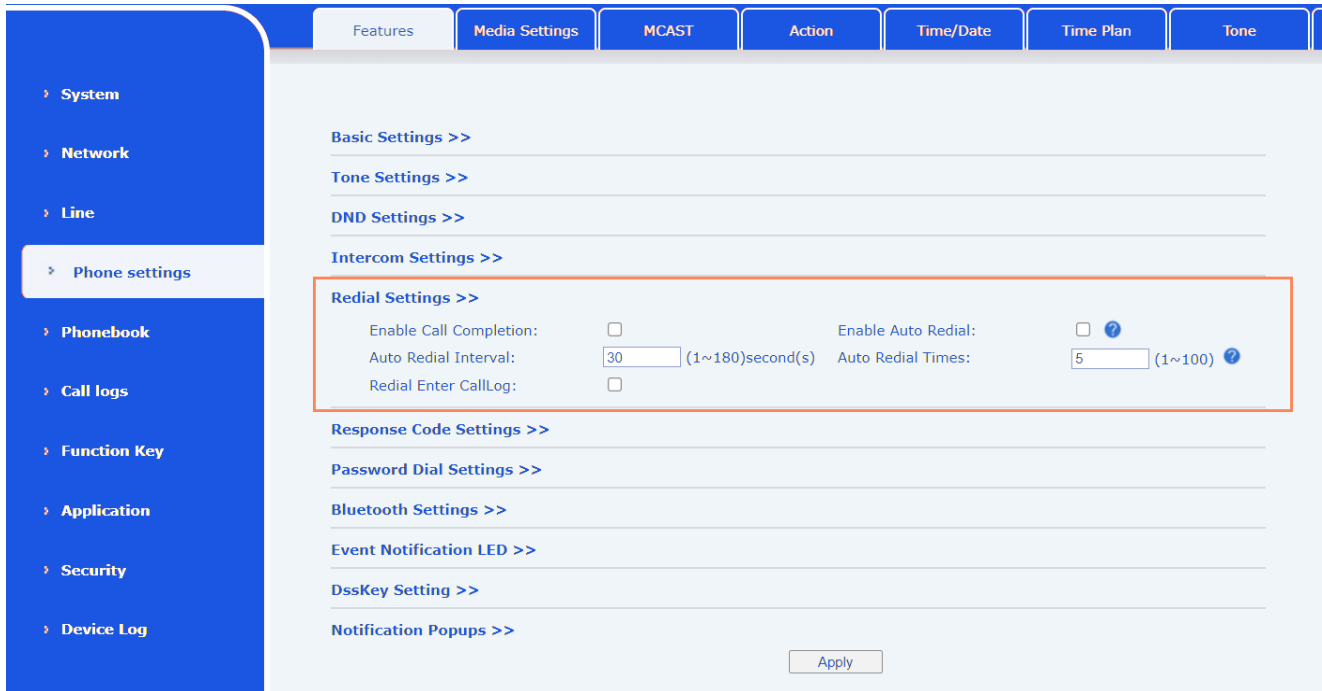 Features Media Settings MCAST Action Time/Date Time Plan Tone
System
Network
Line
Phone settings
Phonebook
Call logs
Function Key
Application
Security
Device Log
Basic Settings >>
Tone Settings >>
DND Settings >>
Intercom Settings >>
Redial Settings >>
Enable Call Completion: Enable Auto Redial: ?
Auto Redial Interval: 30 (1~180)second(s) Auto Redial Times: 5 (1~100) ?
Redial Enter CallLog:
Response Code Settings >>
Password Dial Settings >>
Bluetooth Settings >>
Event Notification LED >>
DssKey Setting >>
Notification Popups >>
Apply